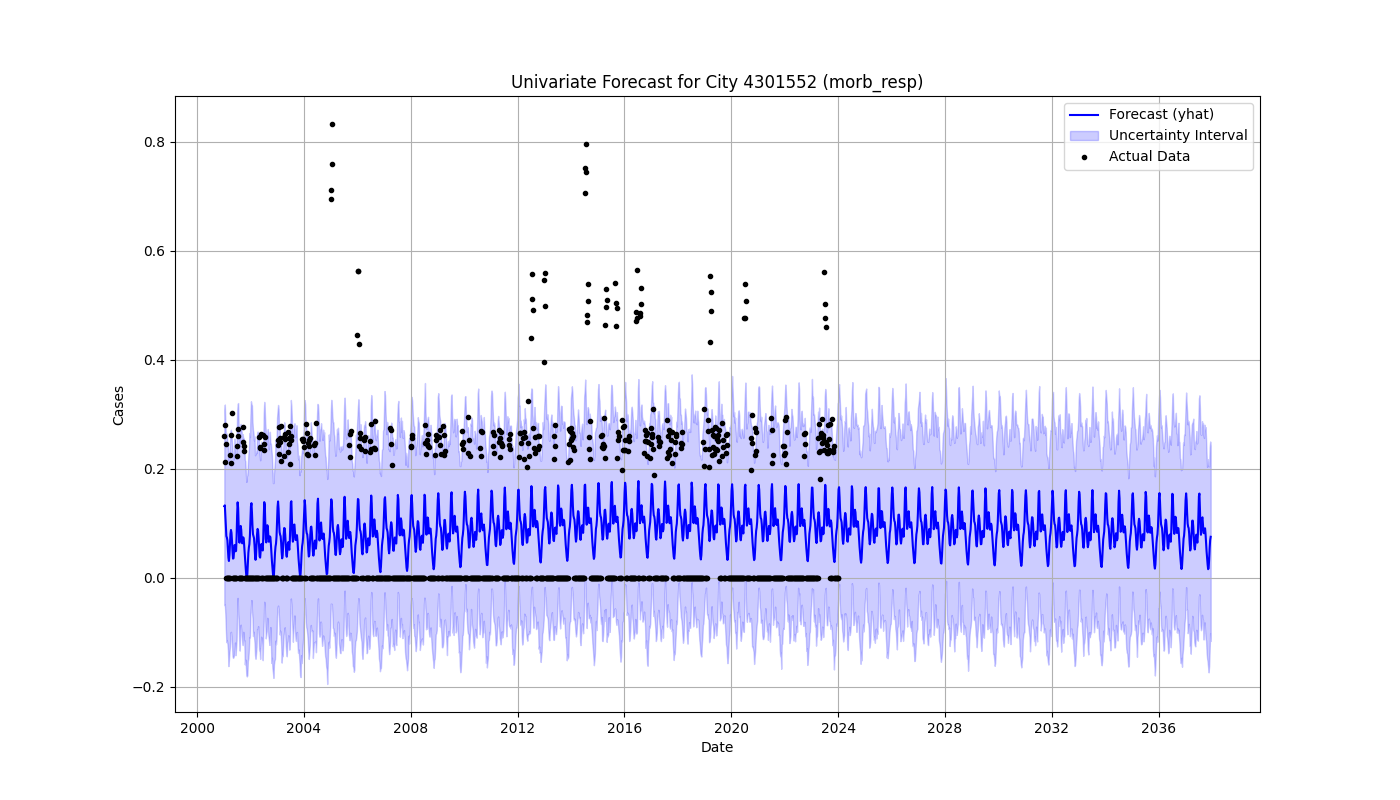 Univariate Forecast for City 4301552 (morb_resp)
Forecast (yhat)
Uncertainty Interval
Actual Data
Cases
0.8
0.6
0.4
0.2
0.0
−0.2
2000 2004 2008 2012 2016 2020 2024 2028 2032 2036
Date